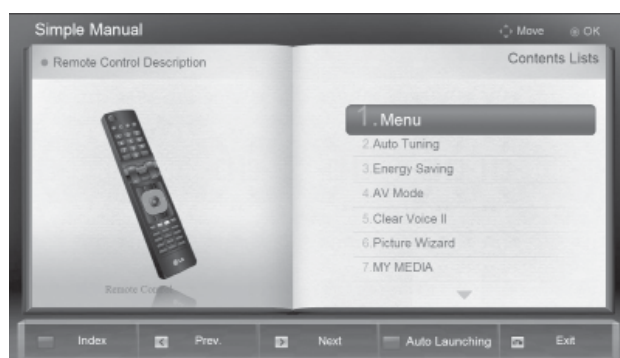 Simple Manual
Move
OK
Remote Control Description
Contents Lists
1.Menu
2.Auto Tuning
3.Energy Saving
4.AV Mode
5.Clear Voice II
6.Picture Wizard
7.MY MEDIA
LG
Remote
Index
Prev.
Next
Auto Launching
Exit